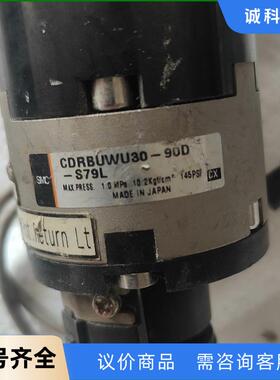 诚科
SMC
CDRBUWU30-90D
-S79L
MAX PRESS. 1.0 MPa 10.2Kgf/cm² 145PSI CX
MADE IN JAPAN
Return Lt
号齐全
议价商品
需咨询客服